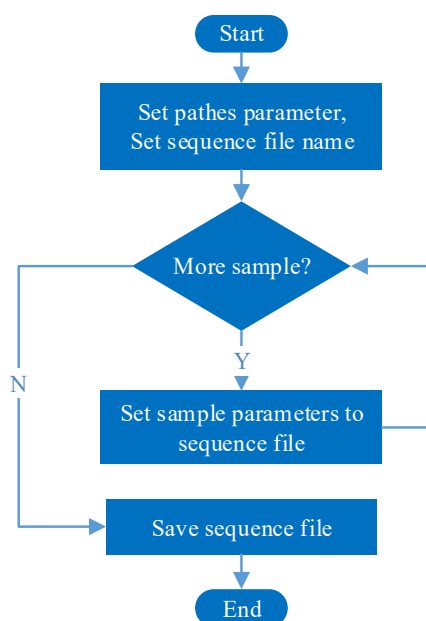 Start
Set pathes parameter,
Set sequence file name
More sample?
Y
N
Set sample parameters to
sequence file
Save sequence file
End